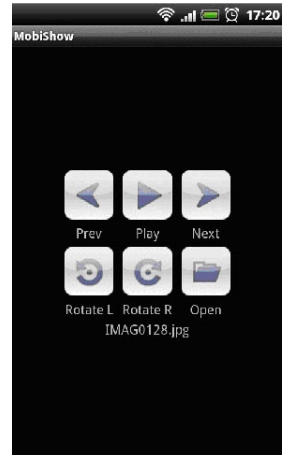 17:20
MobiShow
Prev Play Next
Rotate L Rotate R Open
IMAG0128.jpg